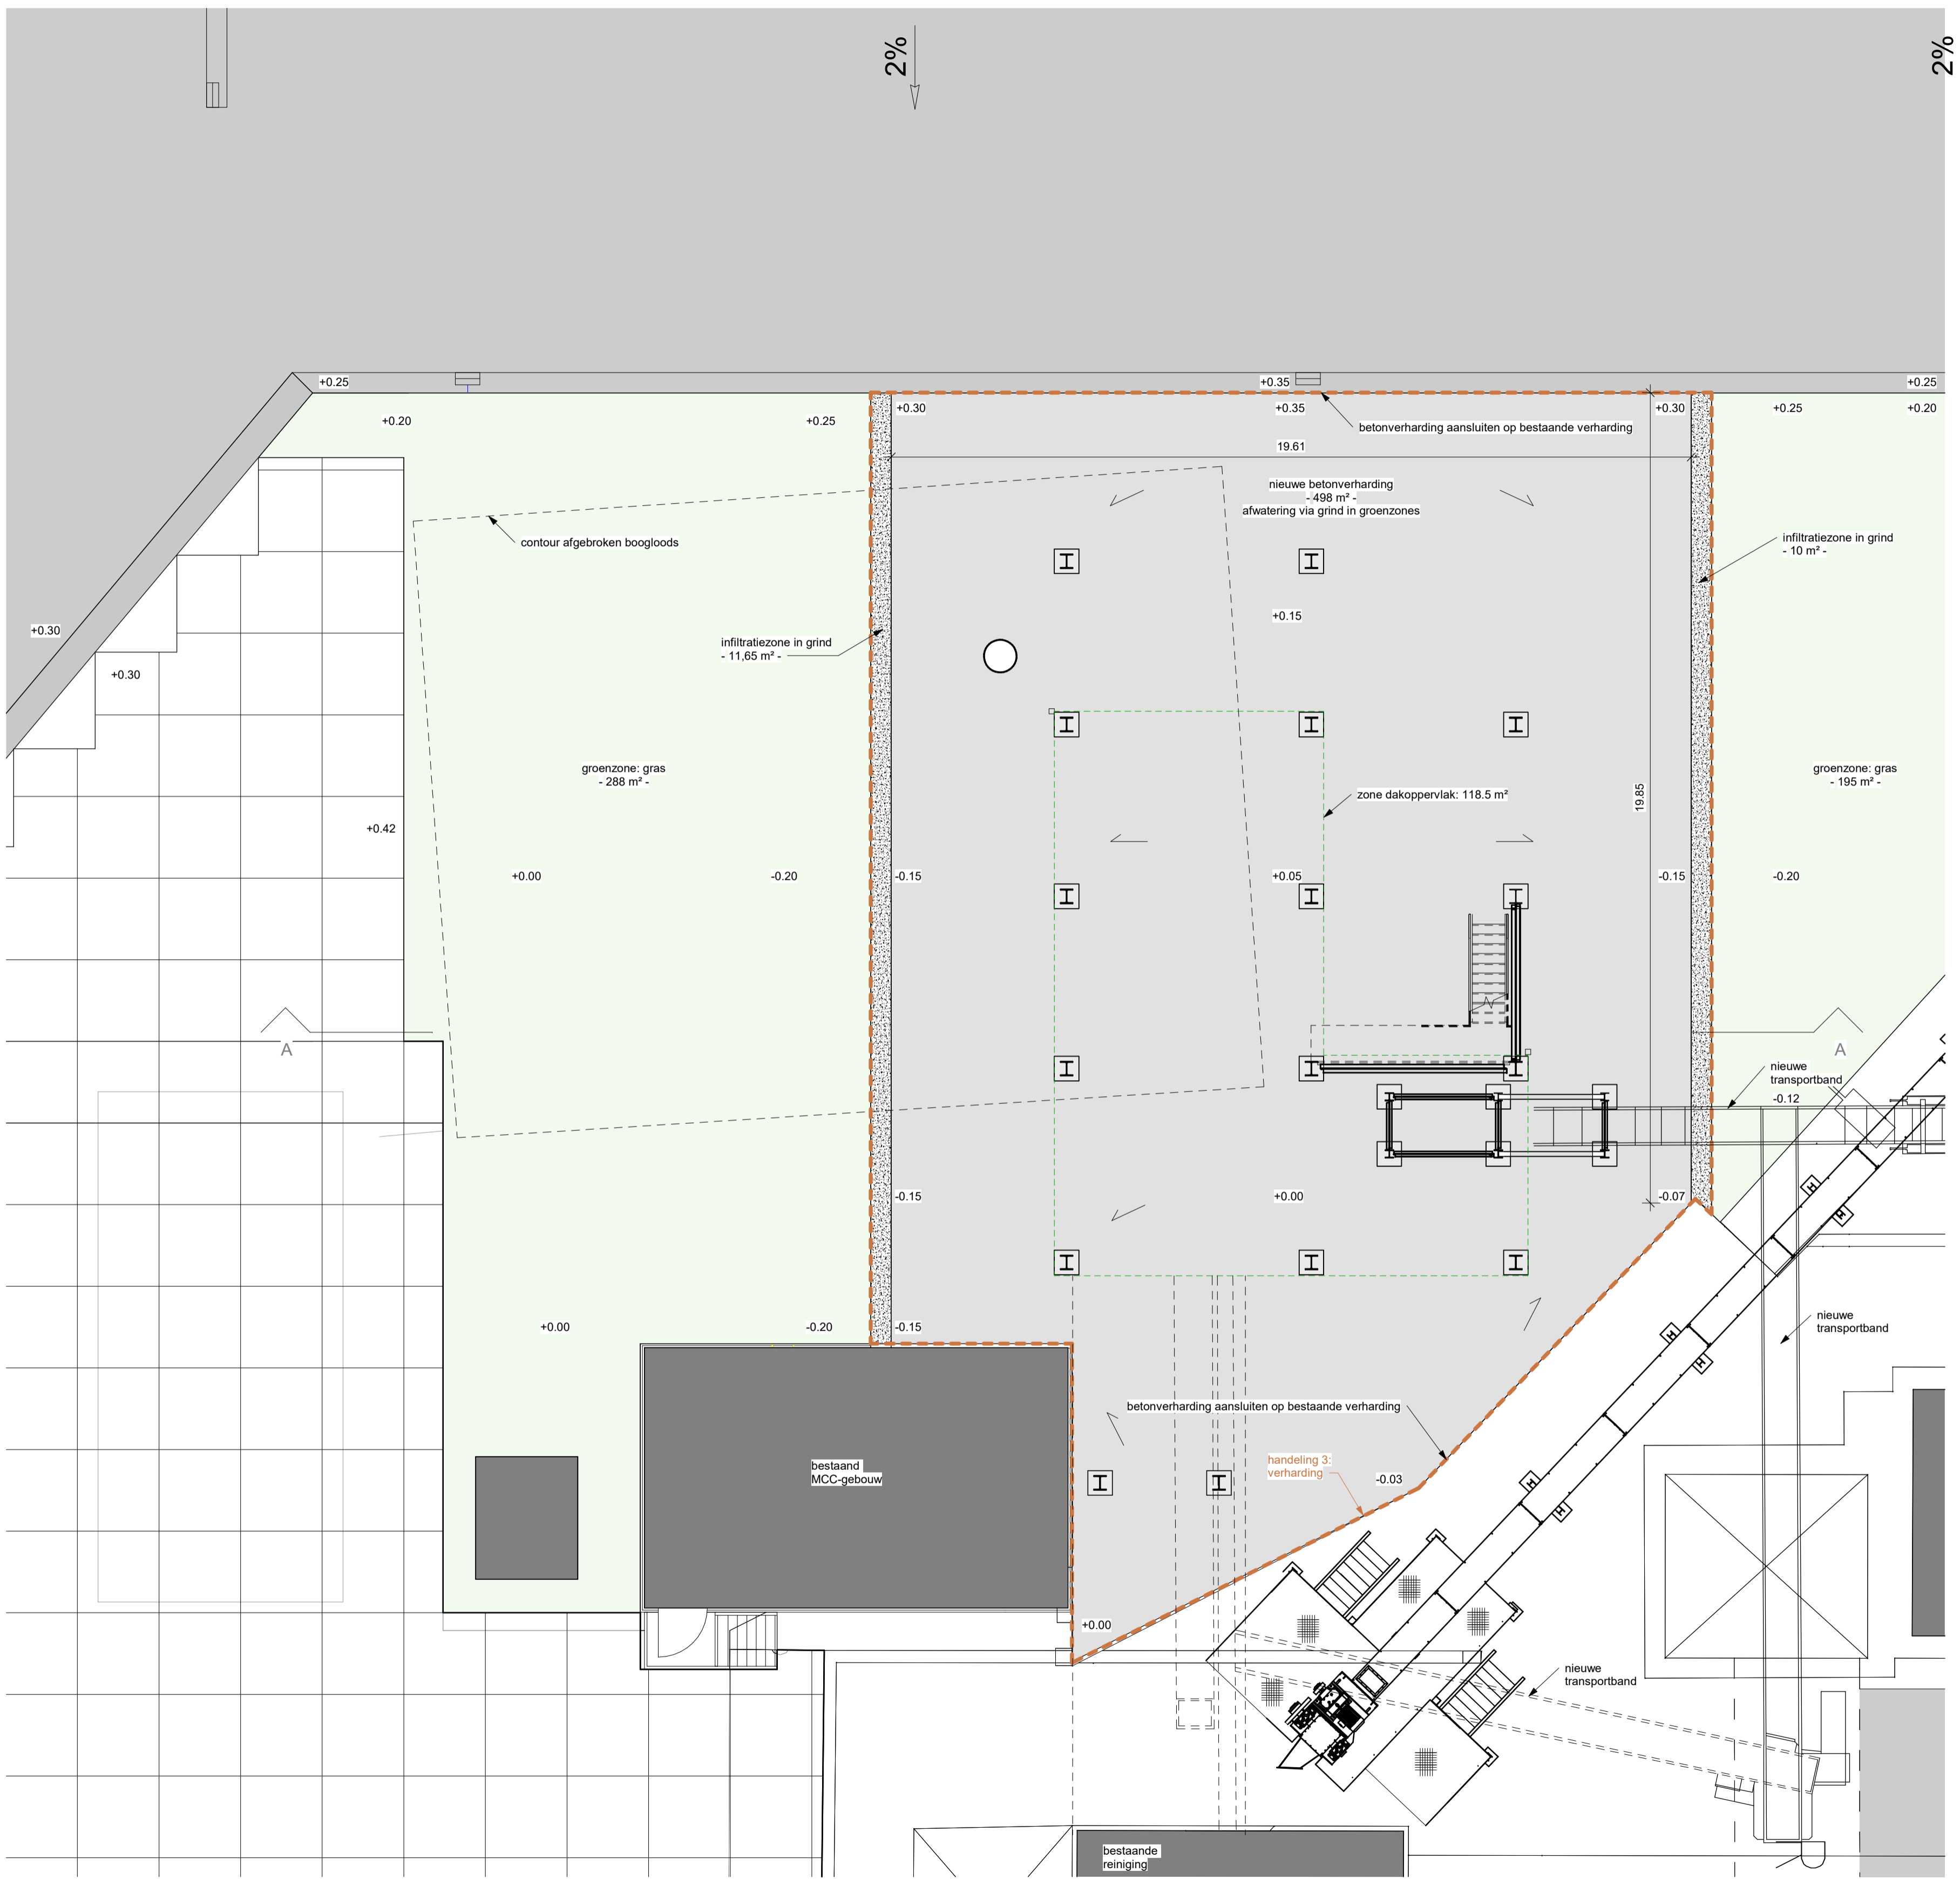 2%
2%
+0.25
+0.35
+0.25
+0.20
+0.25
+0.30
+0.35
+0.30
+0.25
+0.20
betonverharding aansluiten op bestaande verharding
19.61
nieuwe betonverharding
- 498 m² -
afwatering via grind in groenzones
contour afgebroken boogloods
infiltratiezone in grind
- 10 m² -
+0.15
+0.30
infiltratiezone in grind
- 11,65 m² -
+0.30
groenzone: gras
- 288 m² -
groenzone: gras
- 195 m² -
zone dakoppervlak: 118.5 m²
19.85
+0.42
+0.00
-0.20
-0.15
+0.05
-0.15
-0.20
A
A
nieuwe
transportband
-0.12
-0.15
+0.00
-0.07
+0.00
-0.20
-0.15
nieuwe
transportband
betonverharding aansluiten op bestaande verharding
bestaand
MCC-gebouw
handeling 3:
verharding
-0.03
+0.00
nieuwe
transportband
bestaande
reiniging